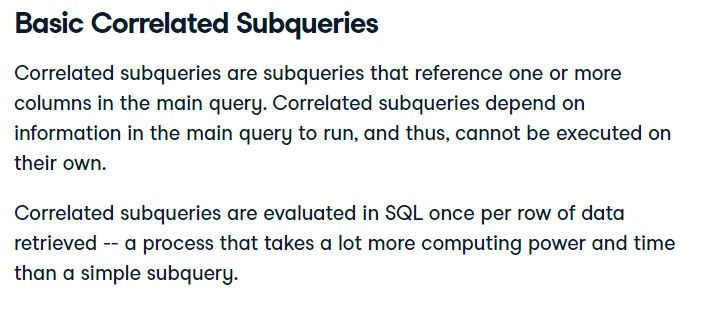 Basic Correlated Subqueries
Correlated subqueries are subqueries that reference one or more
columns in the main query. Correlated subqueries depend on
information in the main query to run, and thus, cannot be executed on
their own.
Correlated subqueries are evaluated in SQL once per row of data
retrieved -- a process that takes a lot more computing power and time
than a simple subquery.